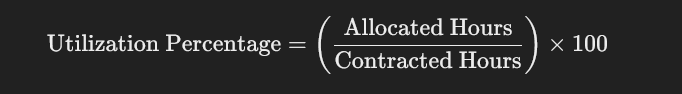 Utilization Percentage = ( Allocated Hours / Contracted Hours ) × 100